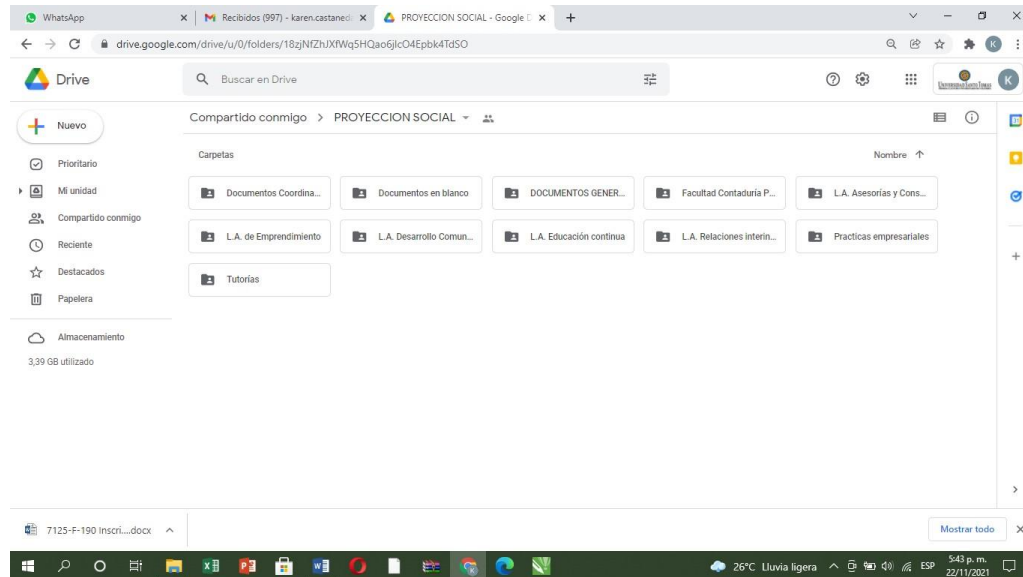 WhatsApp
Recibidos (997) - karen.castaned
PROYECCION SOCIAL - Google D
drive.google.com/drive/u/0/folders/18zjNfZhJXfWq5HQao6jlcO4Epbk4TdSO
K
Drive
Buscar en Drive
K
Nuevo
Compartido conmigo > PROYECCION SOCIAL
Carpetas
Nombre
Prioritario
Mi unidad
Compartido conmigo
Reciente
Destacados
Papelera
Almacenamiento
3,39 GB utilizado
Documentos Coordina...
Documentos en blanco
DOCUMENTOS GENER...
Facultad Contaduría P...
L.A. Asesorías y Cons...
L.A. de Emprendimiento
L.A. Desarrollo Comun...
L.A. Educación continua
L.A. Relaciones interin...
Practicas empresariales
Tutorías
7125-F-190 Inscri....docx
Mostrar todo
26°C Lluvia ligera
ESP
5:43 p. m.
22/11/2021